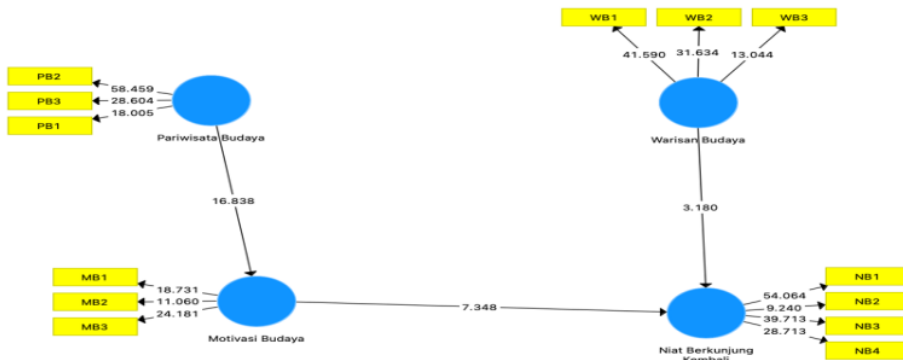 WB1 WB2 WB3
41.590 31.634 13.044
PB2
PB3
PB1
58.459
28.604
18.005
Pariwisata Budaya
Warisan Budaya
16.838
3.180
MB1
MB2
MB3
18.731
11.060
24.181
Motivasi Budaya
7.348
NB1
NB2
NB3
NB4
54.064
9.240
39.713
28.713
Niat Berkunjung
Kembali